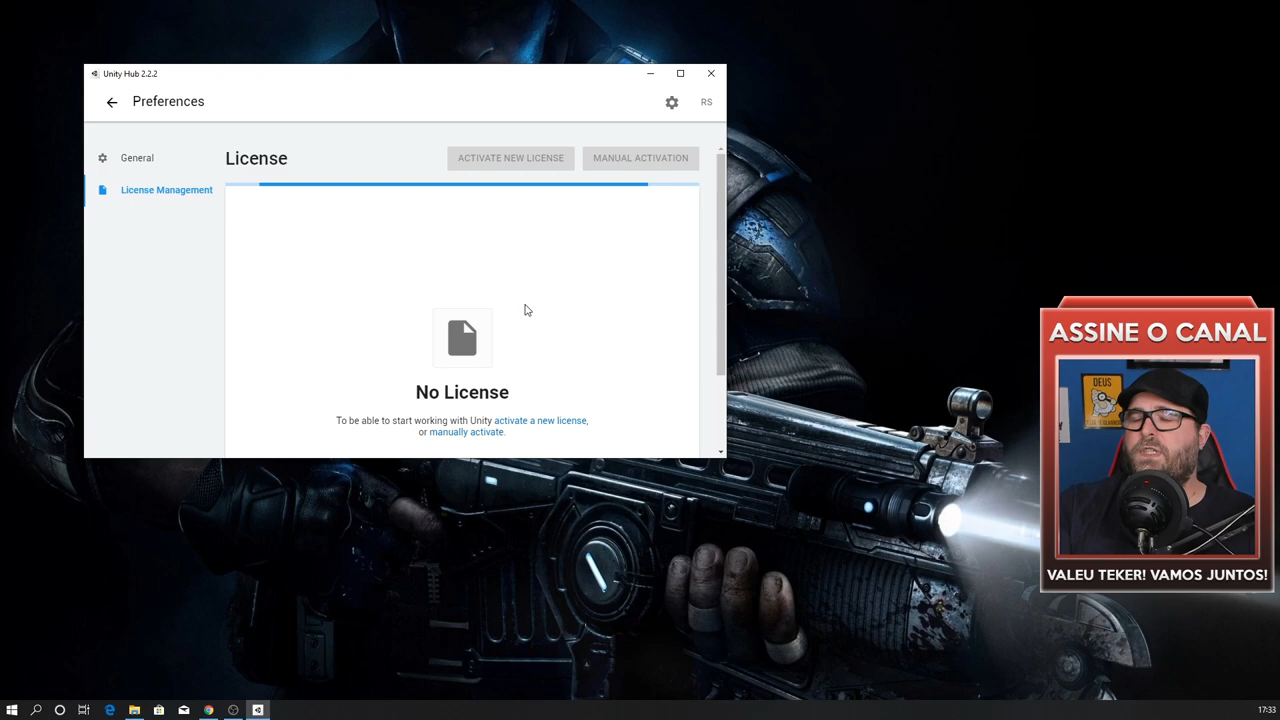 Unity Hub 2.2.2
Preferences
RS
General
License Management
License
ACTIVATE NEW LICENSE
MANUAL ACTIVATION
No License
To be able to start working with Unity activate a new license,
or manually activate.
ASSINE O CANAL
DEUS
VALEU TEKER! VAMOS JUNTOS!
17:33